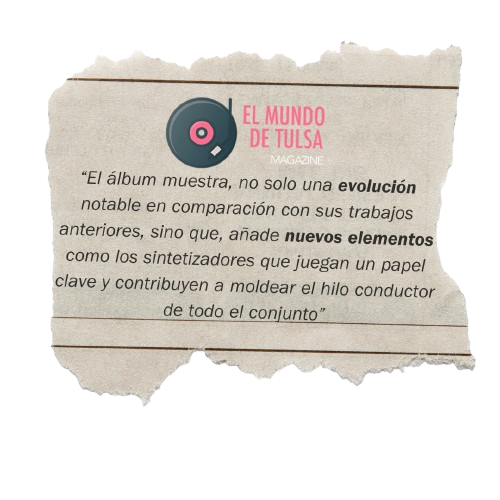 EL MUNDO
DE TULSA
MAGAZINE
“El álbum muestra, no solo una evolución
notable en comparación con sus trabajos
anteriores, sino que, añade nuevos elementos
como los sintetizadores que juegan un papel
clave y contribuyen a moldear el hilo conductor
de todo el conjunto”